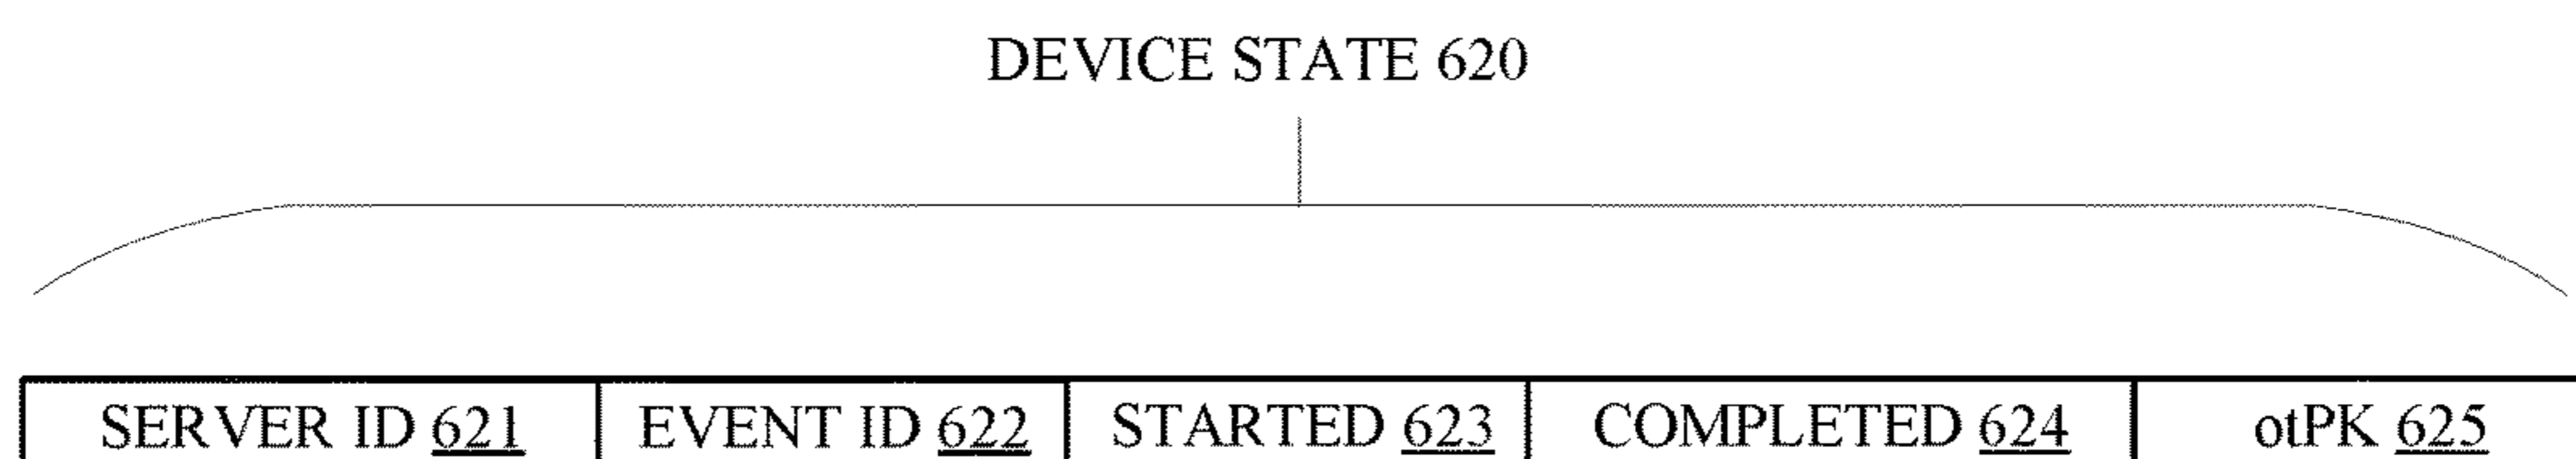 DEVICE STATE 620
SERVER ID 621 EVENT ID 622 STARTED 623 COMPLETED 624 otPK 625